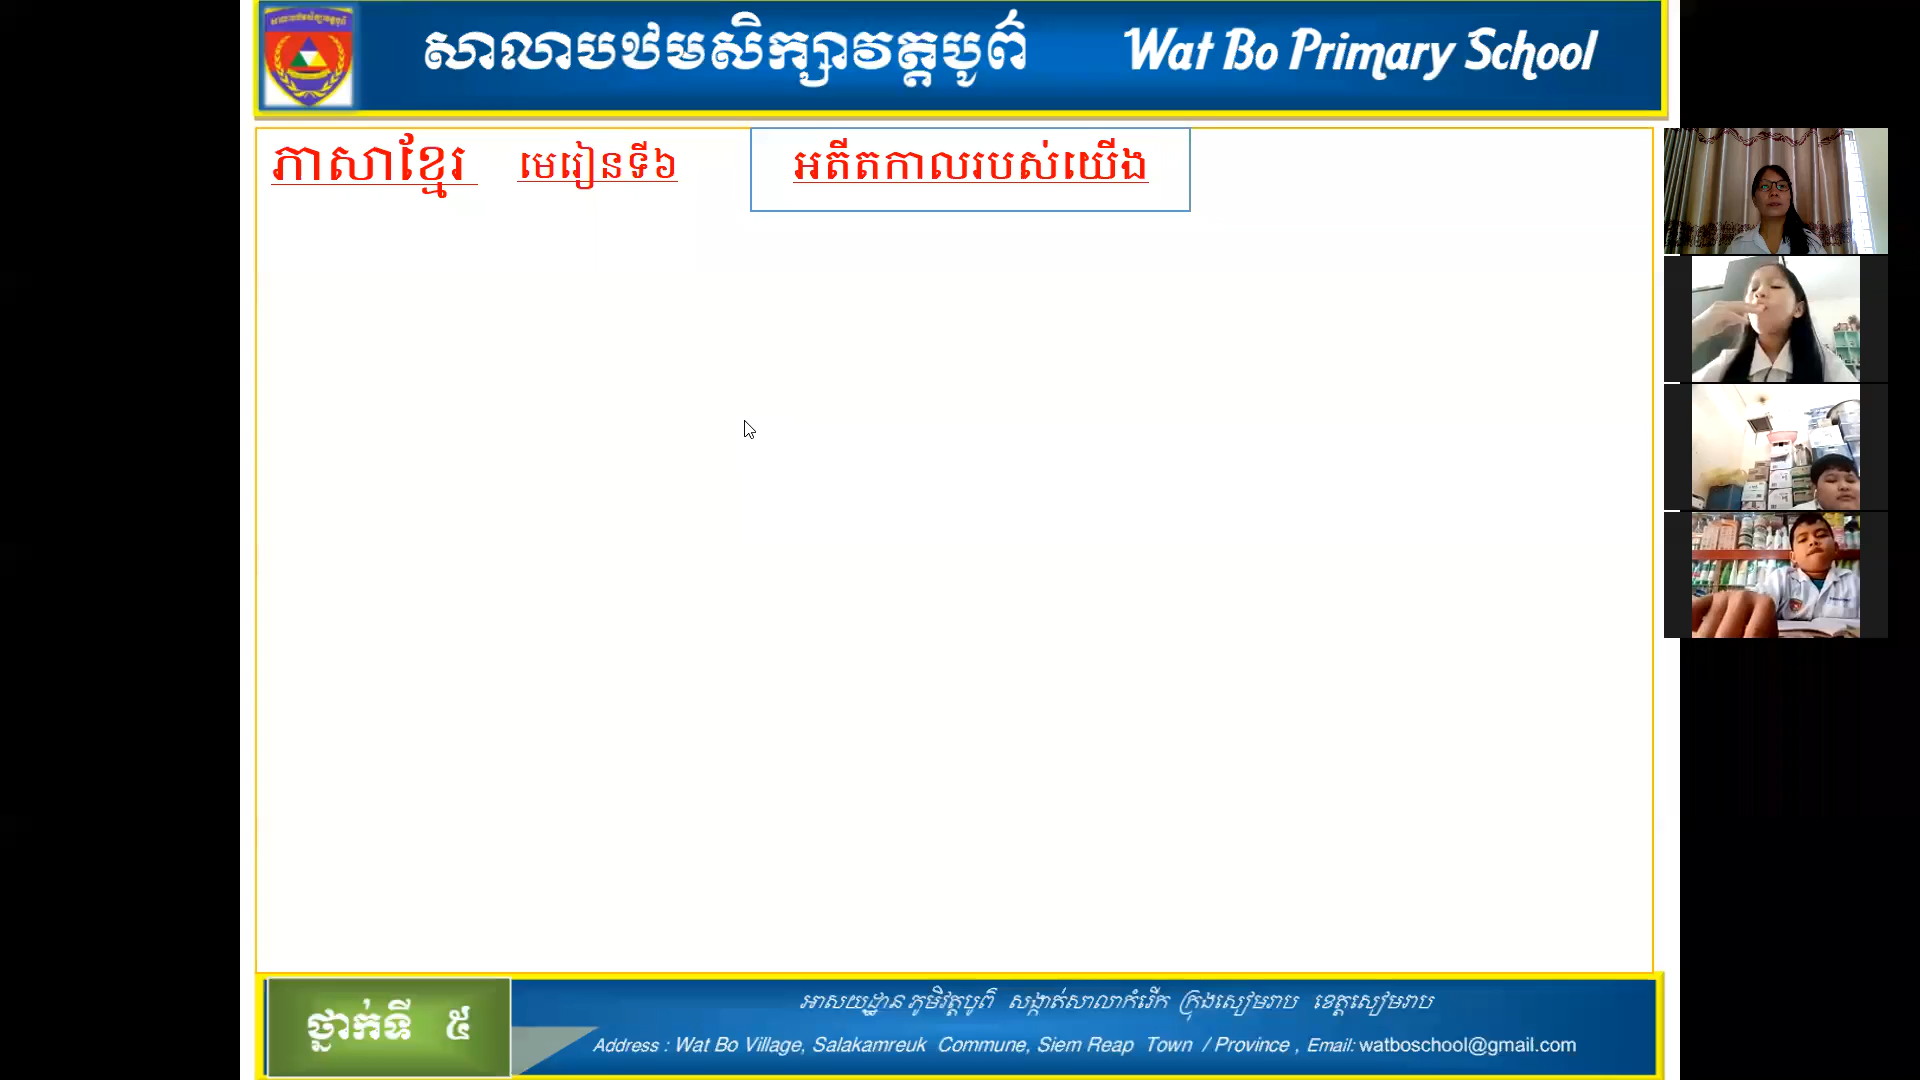 សាលាបឋមសិក្សាវត្តបូព៌ Wat Bo Primary School
ភាសាខ្មែរ មេរៀនទី៦ អតីតកាលរបស់យើង
ថ្នាក់ទី ៥
អាសយដ្ឋាន ភូមិវត្តបូព៌ សង្កាត់សាលាកំរើក ក្រុងសៀមរាប ខេត្តសៀមរាប
Address : Wat Bo Village, Salakamreuk Commune, Siem Reap Town / Province , Email: watboschool@gmail.com